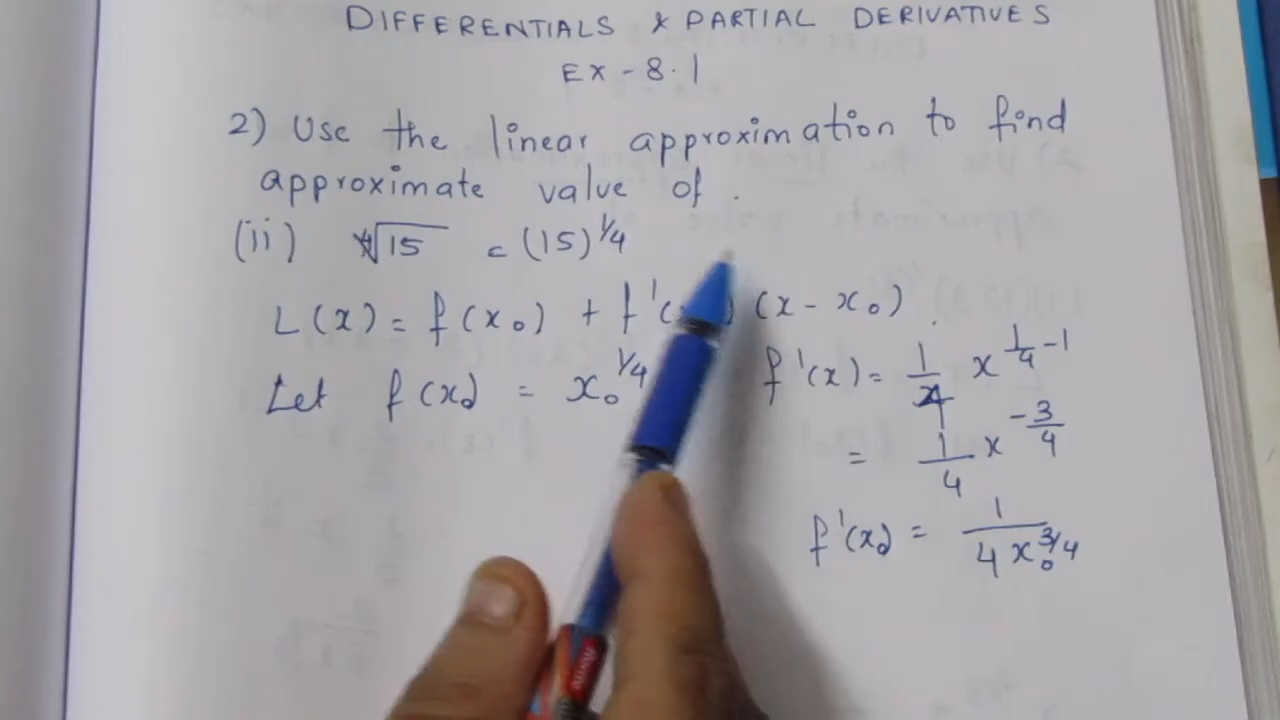 DIFFERENTIALS & PARTIAL DERIVATIVES
EX - 8.1
2) Use the linear approximation to find
approximate value of .
(ii) ∜15 = (15)^1/4
L(x) = f(x₀) + f'( ) (x - x₀)
Let f(x₀) = x₀^1/4
f'(x) = 1/4 x^(1/4 - 1)
= 1/4 x^(-3/4)
f'(x₀) = 1/(4 x₀^3/4)